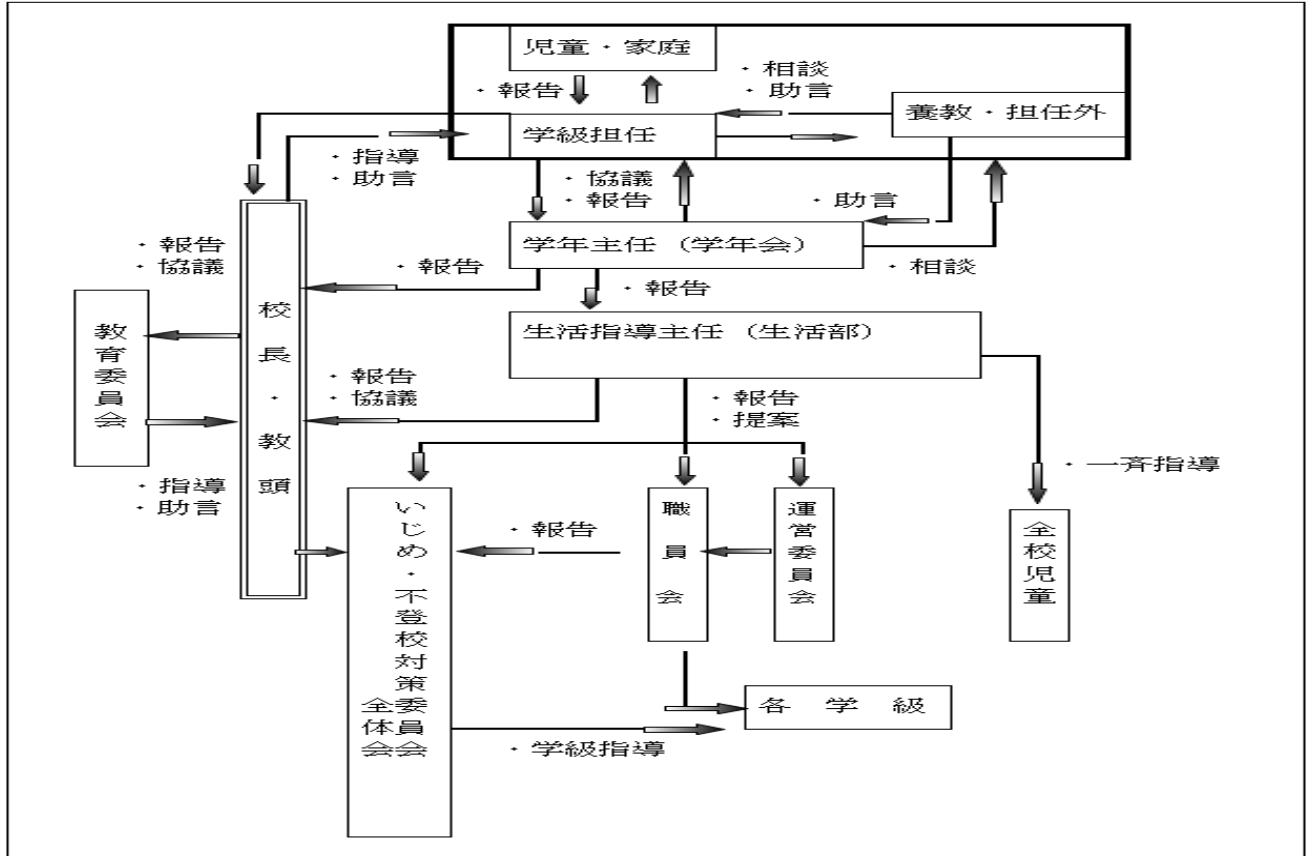 児童・家庭
・報告
・相談
・助言
養教・担任外
学級担任
・指導
・助言
・協議
・報告
・助言
学年主任（学年会）
・報告
・協議
・報告
・相談
・報告
校長・教頭
教育委員会
生活指導主任（生活部）
・報告
・協議
・報告
・提案
・一斉指導
・指導
・助言
いじめ・不登校対策委員会
全体会
・報告
職員会
運営委員会
全校児童
各学級
・学級指導